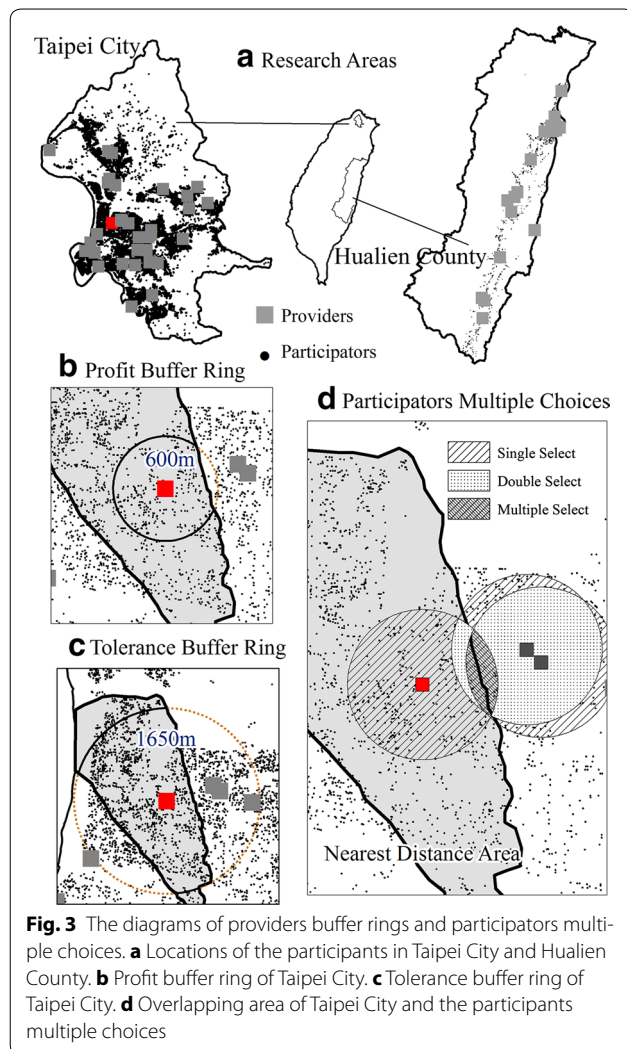 Taipei City
a Research Areas
Hualien County
Providers
Participators
b Profit Buffer Ring
600m
c Tolerance Buffer Ring
1650m
d Participators Multiple Choices
Single Select
Double Select
Multiple Select
Nearest Distance Area
Fig. 3 The diagrams of providers buffer rings and participators multi-
ple choices. a Locations of the participants in Taipei City and Hualien
County. b Profit buffer ring of Taipei City. c Tolerance buffer ring of
Taipei City. d Overlapping area of Taipei City and the participants
multiple choices